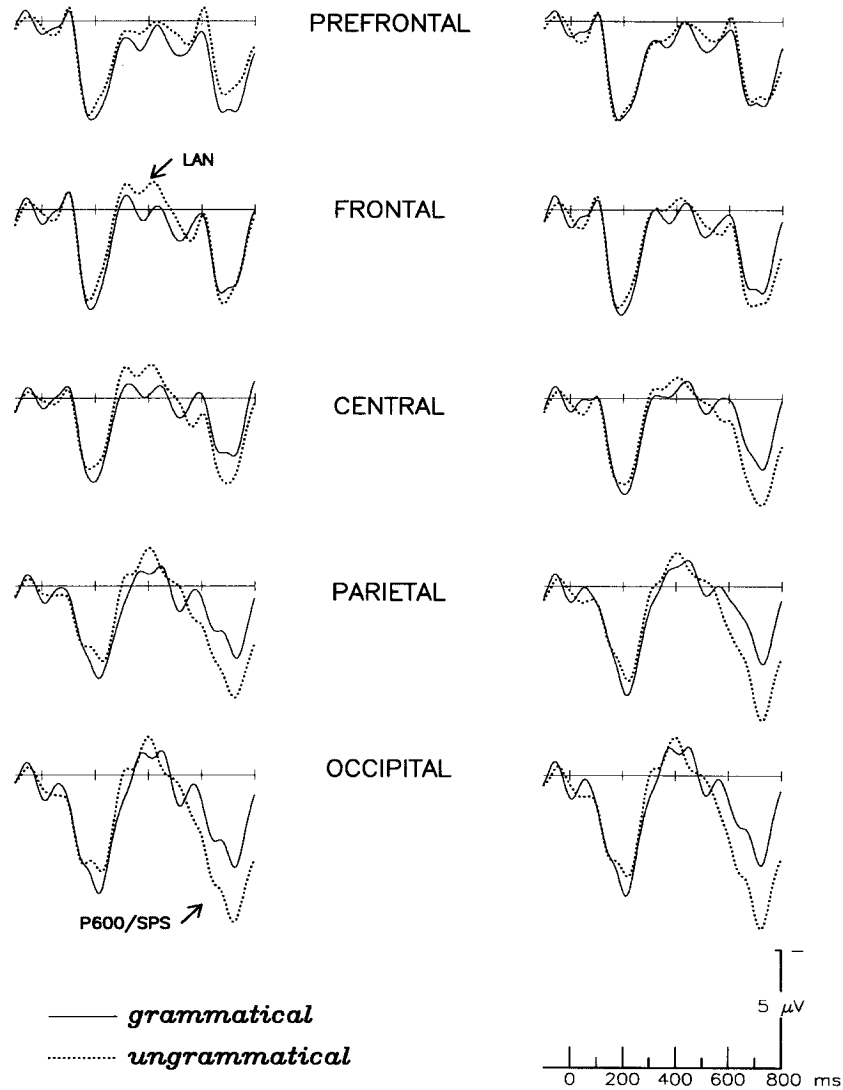 PREFRONTAL
LAN
FRONTAL
CENTRAL
PARIETAL
OCCIPITAL
P600/SPS
5 μV
grammatical
ungrammatical
0 200 400 600 800 ms